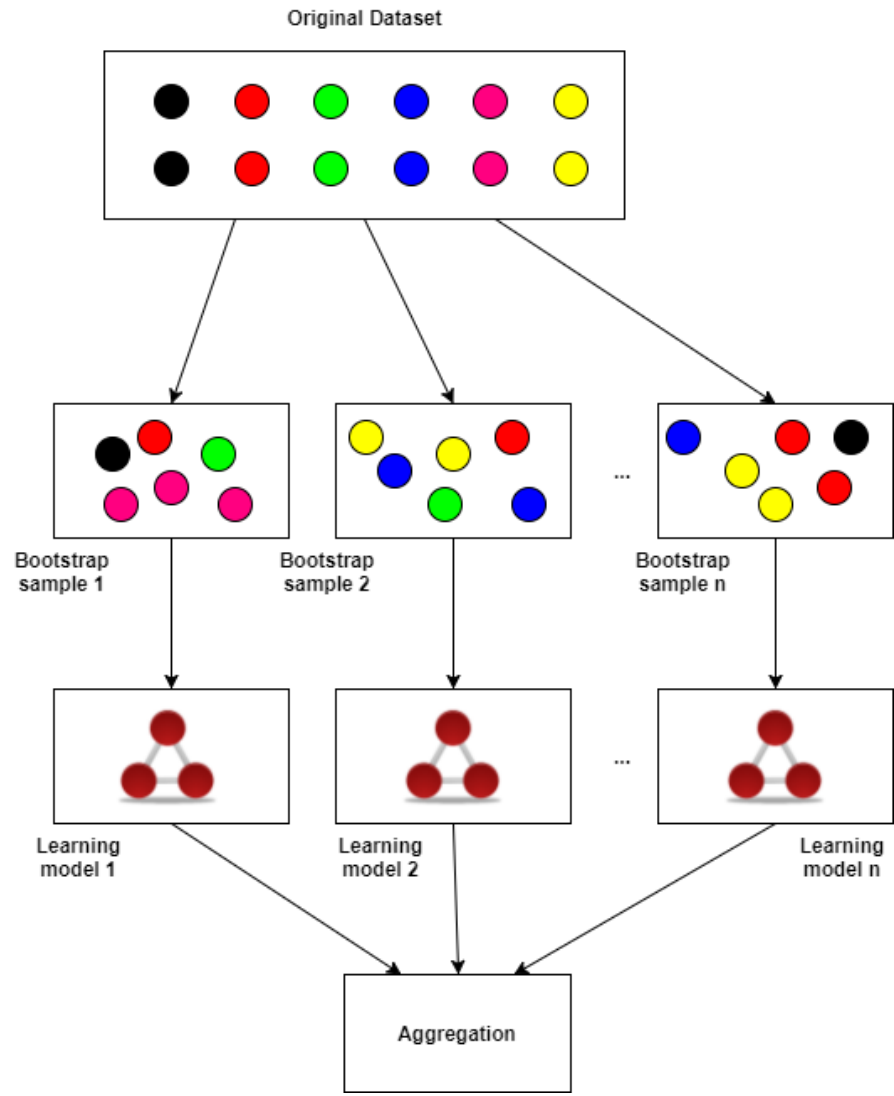 Original Dataset
...
Bootstrap
sample 1
Bootstrap
sample 2
Bootstrap
sample n
...
Learning
model 1
Learning
model 2
Learning
model n
Aggregation